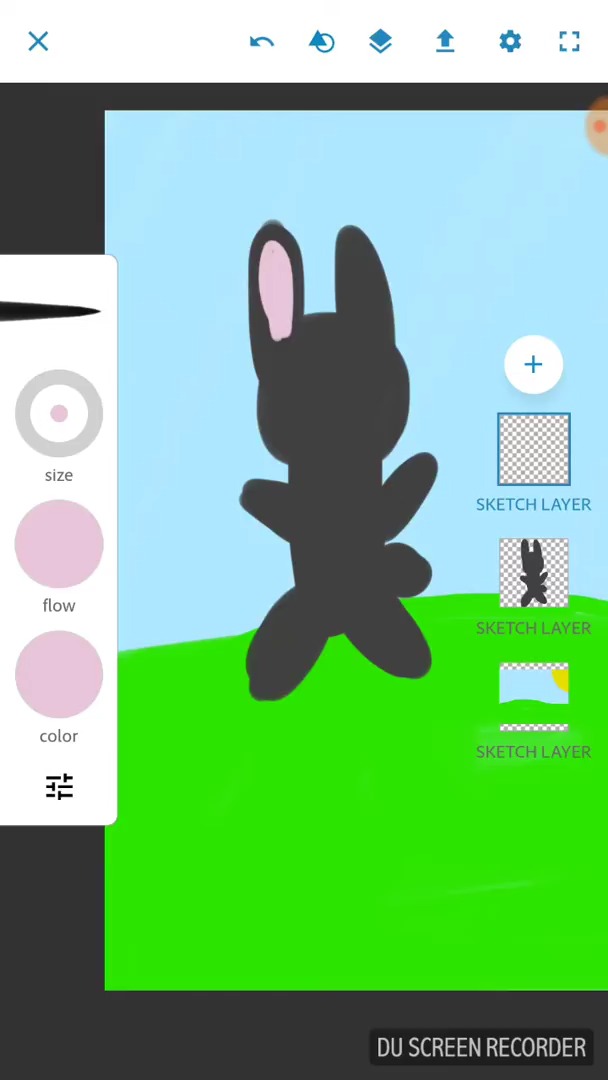 size
SKETCH LAYER
flow
SKETCH LAYER
color
SKETCH LAYER
DU SCREEN RECORDER